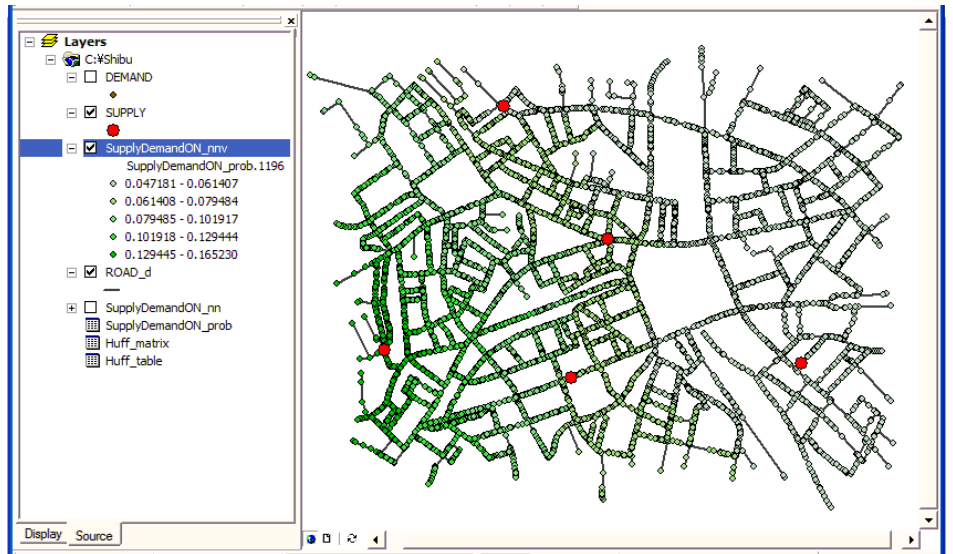 Layers
C:¥Shibu
DEMAND
SUPPLY
SupplyDemandON_nnv
SupplyDemandON_prob.1196
0.047181 - 0.061407
0.061408 - 0.079484
0.079485 - 0.101917
0.101918 - 0.129444
0.129445 - 0.165230
ROAD_d
SupplyDemandON_nn
SupplyDemandON_prob
Huff_matrix
Huff_table
Display Source